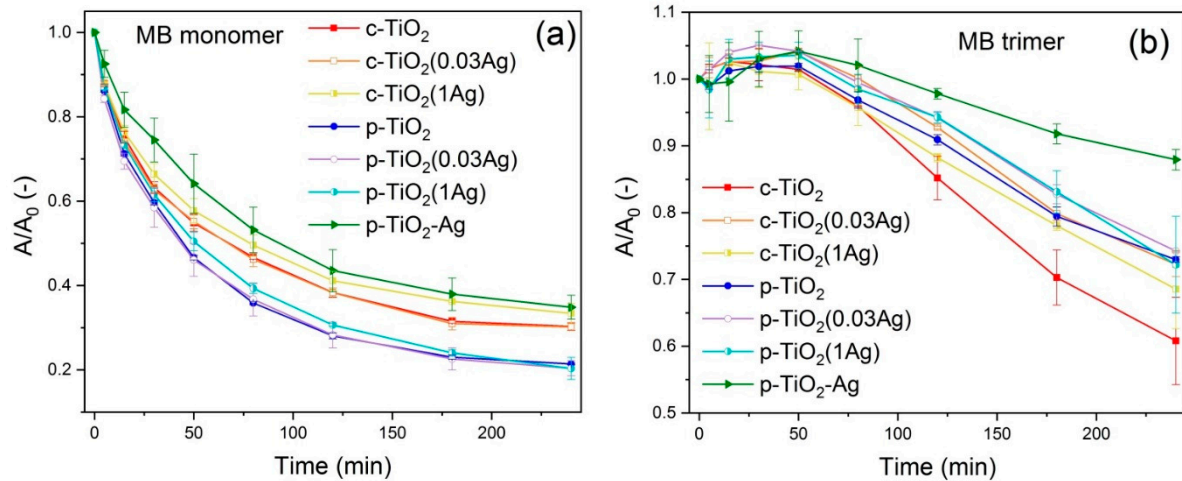 MB monomer
(a)
c-TiO₂
c-TiO₂(0.03Ag)
c-TiO₂(1Ag)
p-TiO₂
p-TiO₂(0.03Ag)
p-TiO₂(1Ag)
p-TiO₂-Ag
A/A₀ (-)
1.0
0.8
0.6
0.4
0.2
0 50 100 150 200
Time (min)
MB trimer
(b)
c-TiO₂
c-TiO₂(0.03Ag)
c-TiO₂(1Ag)
p-TiO₂
p-TiO₂(0.03Ag)
p-TiO₂(1Ag)
p-TiO₂-Ag
A/A₀ (-)
1.1
1.0
0.9
0.8
0.7
0.6
0.5
0 50 100 150 200
Time (min)